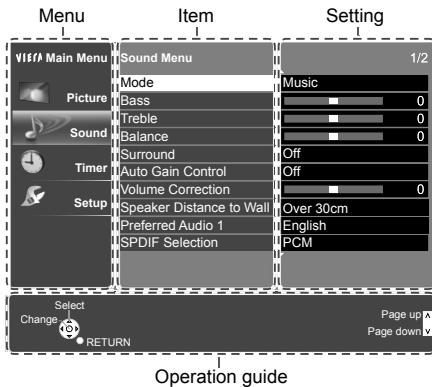 Menu Item Setting
VIERA Main Menu Sound Menu 1/2
Mode Music
Picture
Bass 0
Treble 0
Sound
Balance 0
Surround Off
Timer
Auto Gain Control Off
Volume Correction 0
Setup
Speaker Distance to Wall Over 30cm
Preferred Audio 1 English
SPDIF Selection PCM
Select
Change
RETURN
Page up
Page down
Operation guide